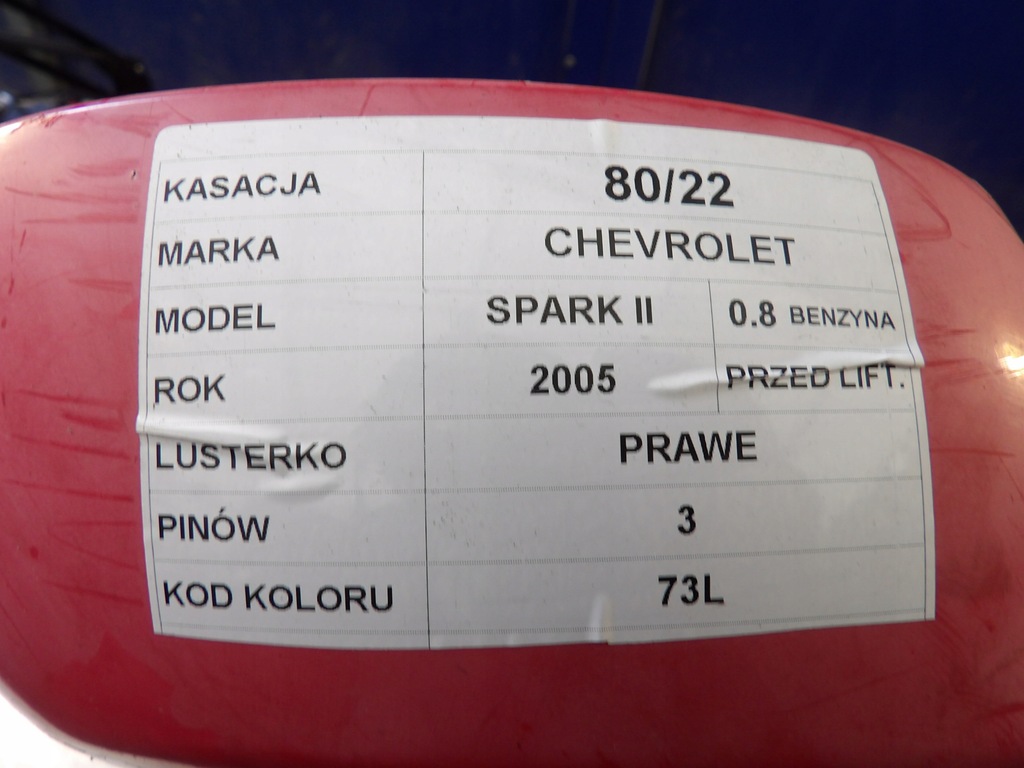 KASACJA 80/22
MARKA CHEVROLET
MODEL SPARK II 0.8 BENZYNA
ROK 2005 PRZED LIFT.
LUSTERKO PRAWE
PINÓW 3
KOD KOLORU 73L